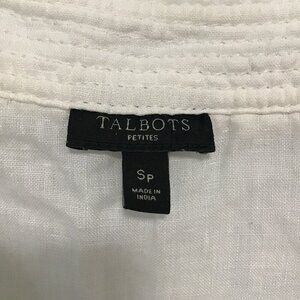 TALBOTS
PETITES
SP
MADE IN
INDIA